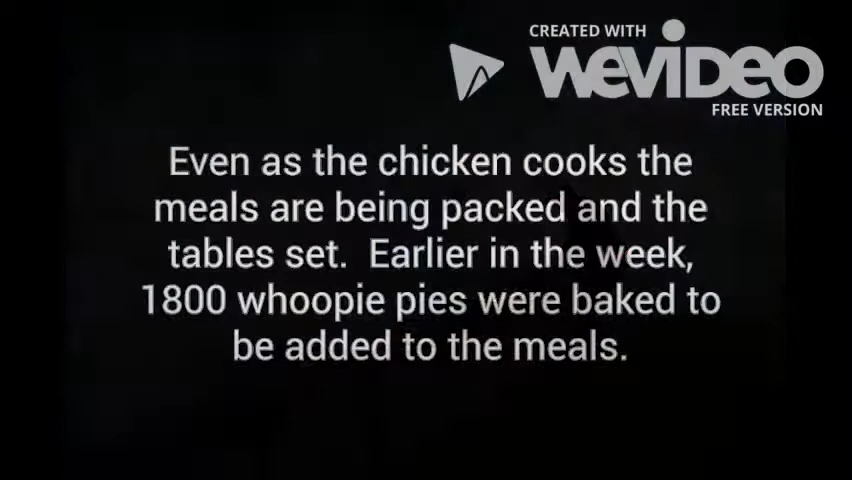 CREATED WITH
WEVIDEO
FREE VERSION
Even as the chicken cooks the
meals are being packed and the
tables set.  Earlier in the week,
1800 whoopie pies were baked to
be added to the meals.